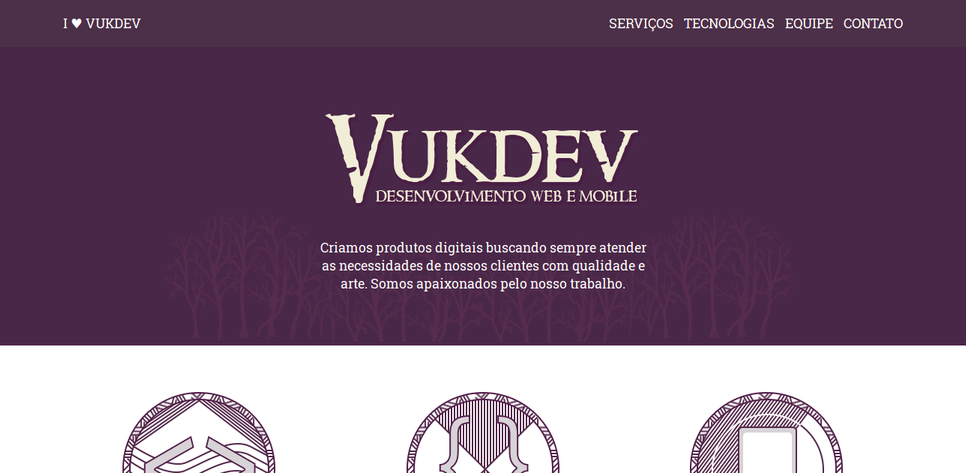 I ♥ VUKDEV
SERVIÇOS TECNOLOGIAS EQUIPE CONTATO
VUKDEV
DESENVOLVIMENTO WEB E MOBILE
Criamos produtos digitais buscando sempre atender
as necessidades de nossos clientes com qualidade e
arte. Somos apaixonados pelo nosso trabalho.